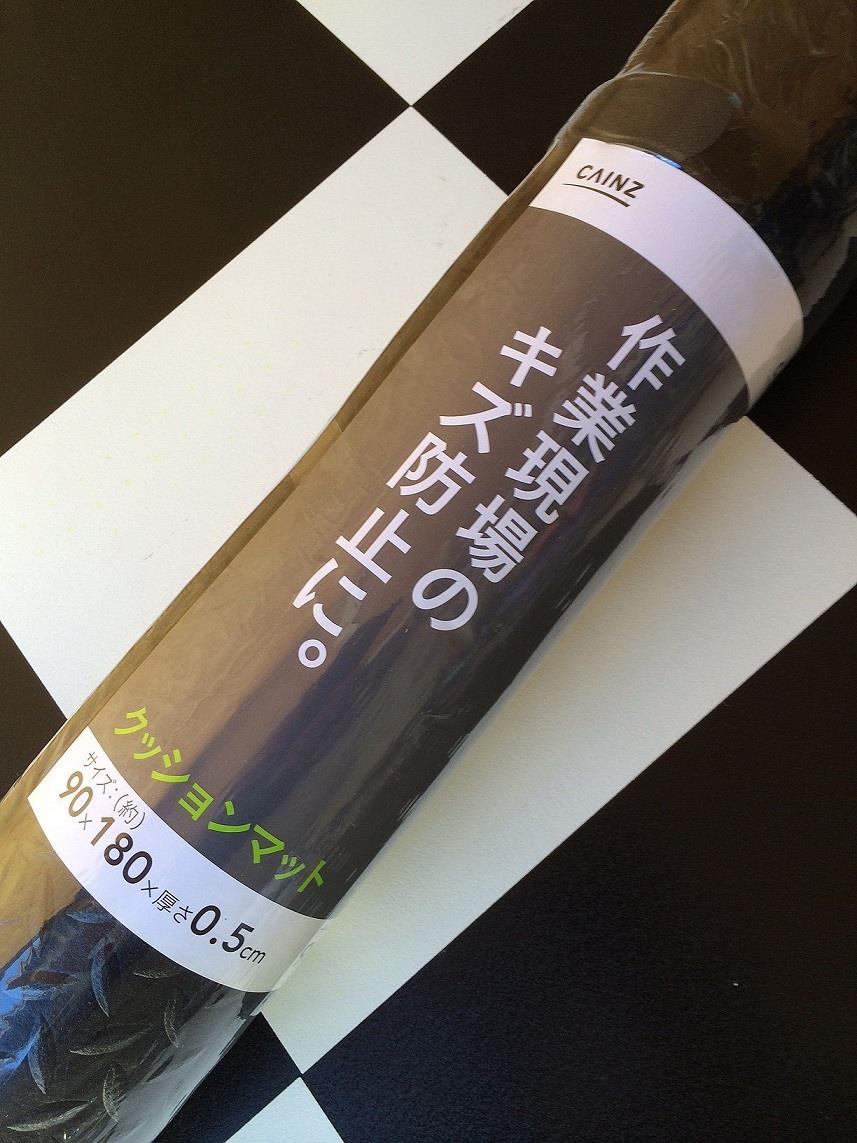 CAINZ
作業現場の
キズ防止に。
クッションマット
サイズ:(約)
90×180×厚さ0.5cm